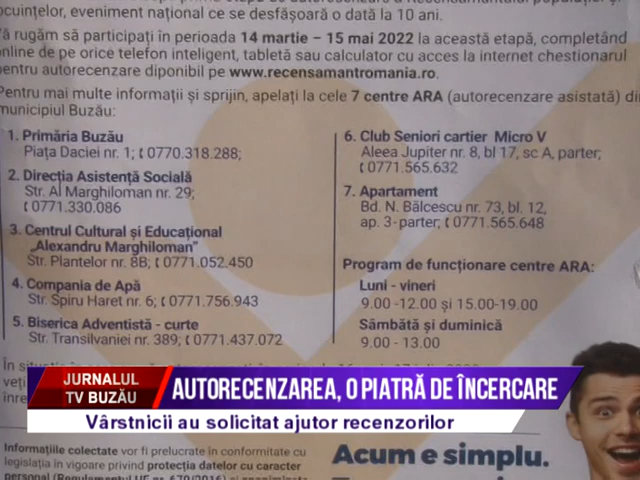 ocuințelor, eveniment național ce se desfășoară o dată la 10 ani.
ă rugăm să participați în perioada 14 martie – 15 mai 2022 la această etapă, completând
online de pe orice telefon inteligent, tabletă sau calculator cu acces la internet chestionarul
pentru autorecenzare diponibil pe www.recensamantromania.ro.
Pentru mai multe informații și sprijin, apelați la cele 7 centre ARA (autorecenzare asistată) din
municipiul Buzău:
1. Primăria Buzău
Piața Daciei nr. 1; 0770.318.288;
2. Direcția Asistență Socială
Str. Al Marghiloman nr. 29;
0771.330.086
3. Centrul Cultural și Educațional
„Alexandru Marghiloman”
Str. Plantelor nr. 8B; 0771.052.450
4. Compania de Apă
Str. Spiru Haret nr. 6; 0771.756.943
5. Biserica Adventistă - curte
Str. Transilvaniei nr. 389; 0771.437.072
6. Club Seniori cartier Micro V
Aleea Jupiter nr. 8, bl 17, sc A, parter;
0771.565.632
7. Apartament
Bd. N. Bălcescu nr. 73, bl. 12,
ap. 3-parter; 0771.565.648
Program de funcționare centre ARA:
Luni - vineri
9.00 -12.00 și 15.00-19.00
Sâmbătă și duminică
9.00 - 13.00
JURNALUL
TV BUZĂU
AUTORECENZAREA, O PIATRĂ DE ÎNCERCARE
Vârstnicii au solicitat ajutor recenzorilor
Informațiile colectate vor fi prelucrate în conformitate cu
legislația în vigoare privind protecția datelor cu caracter
personal
Acum e simplu.